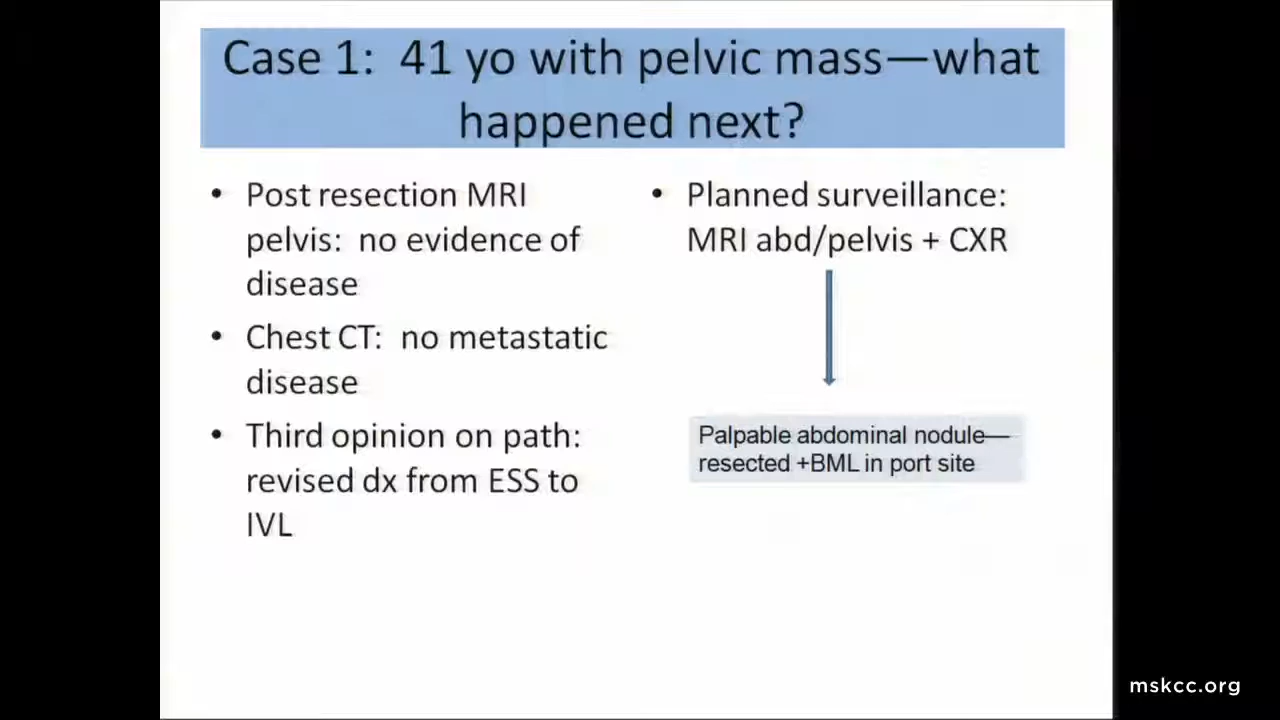 Case 1:  41 yo with pelvic mass—what
happened next?
• Post resection MRI
pelvis:  no evidence of
disease
• Chest CT:  no metastatic
disease
• Third opinion on path:
revised dx from ESS to
IVL
• Planned surveillance:
MRI abd/pelvis + CXR
Palpable abdominal nodule—
resected +BML in port site
mskcc.org